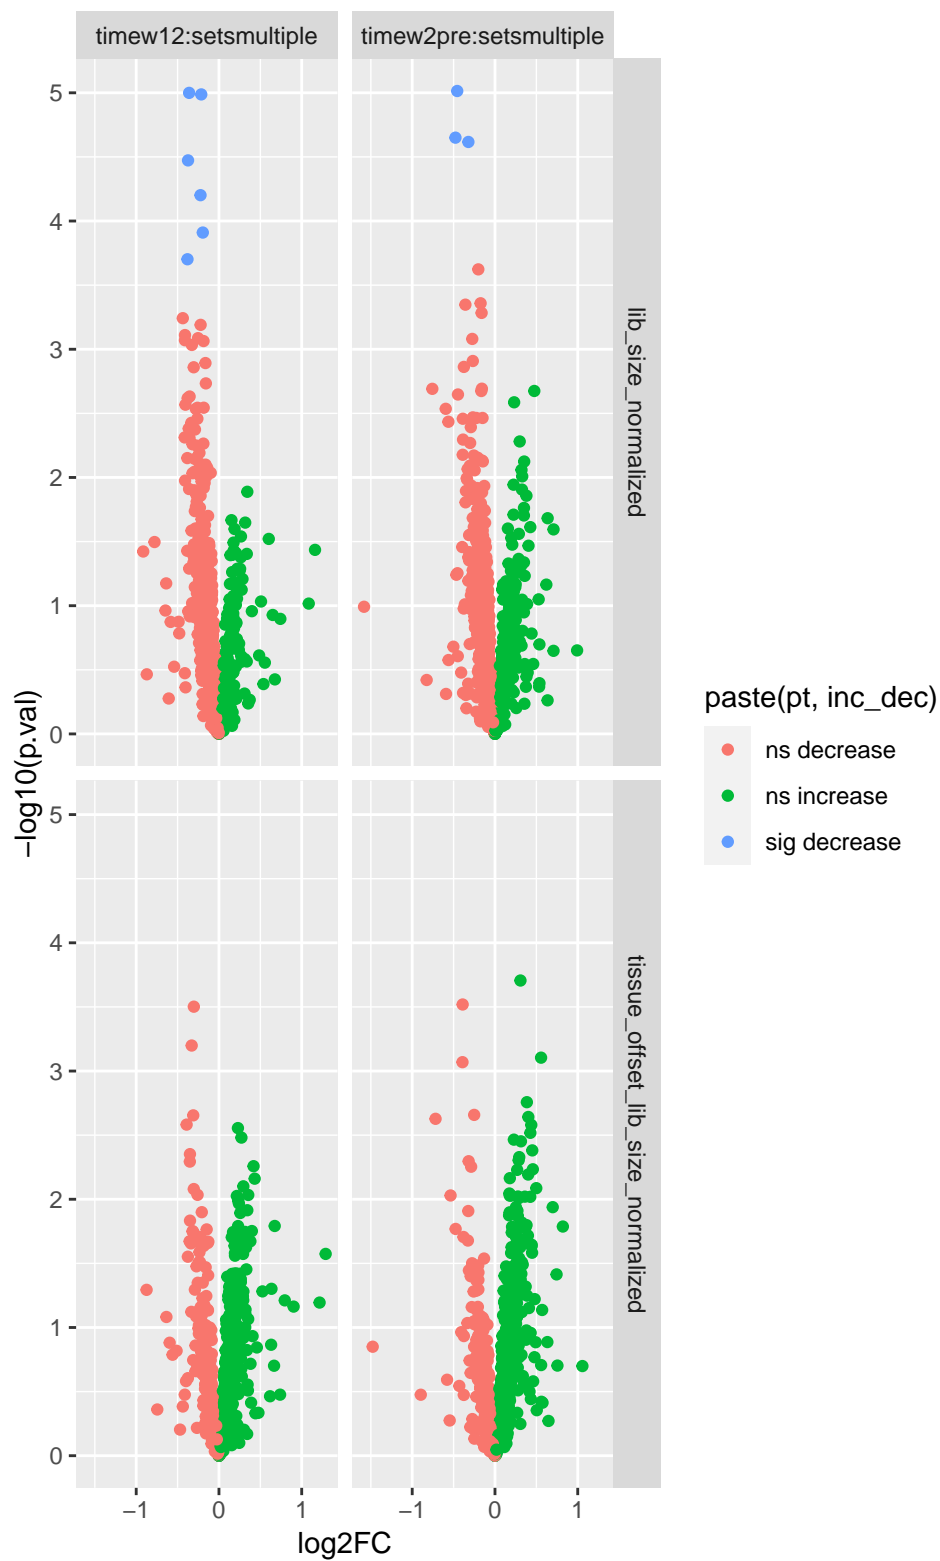 timew12:setsmultiple
timew2pre:setsmultiple
5
4
3
2
1
0
lib_size_normalized
5
4
3
2
1
0
tissue_offset_lib_size_normalized
−1
0
1
−1
0
1
log2FC
−log10(p.val)
paste(pt, inc_dec)
ns decrease
ns increase
sig decrease